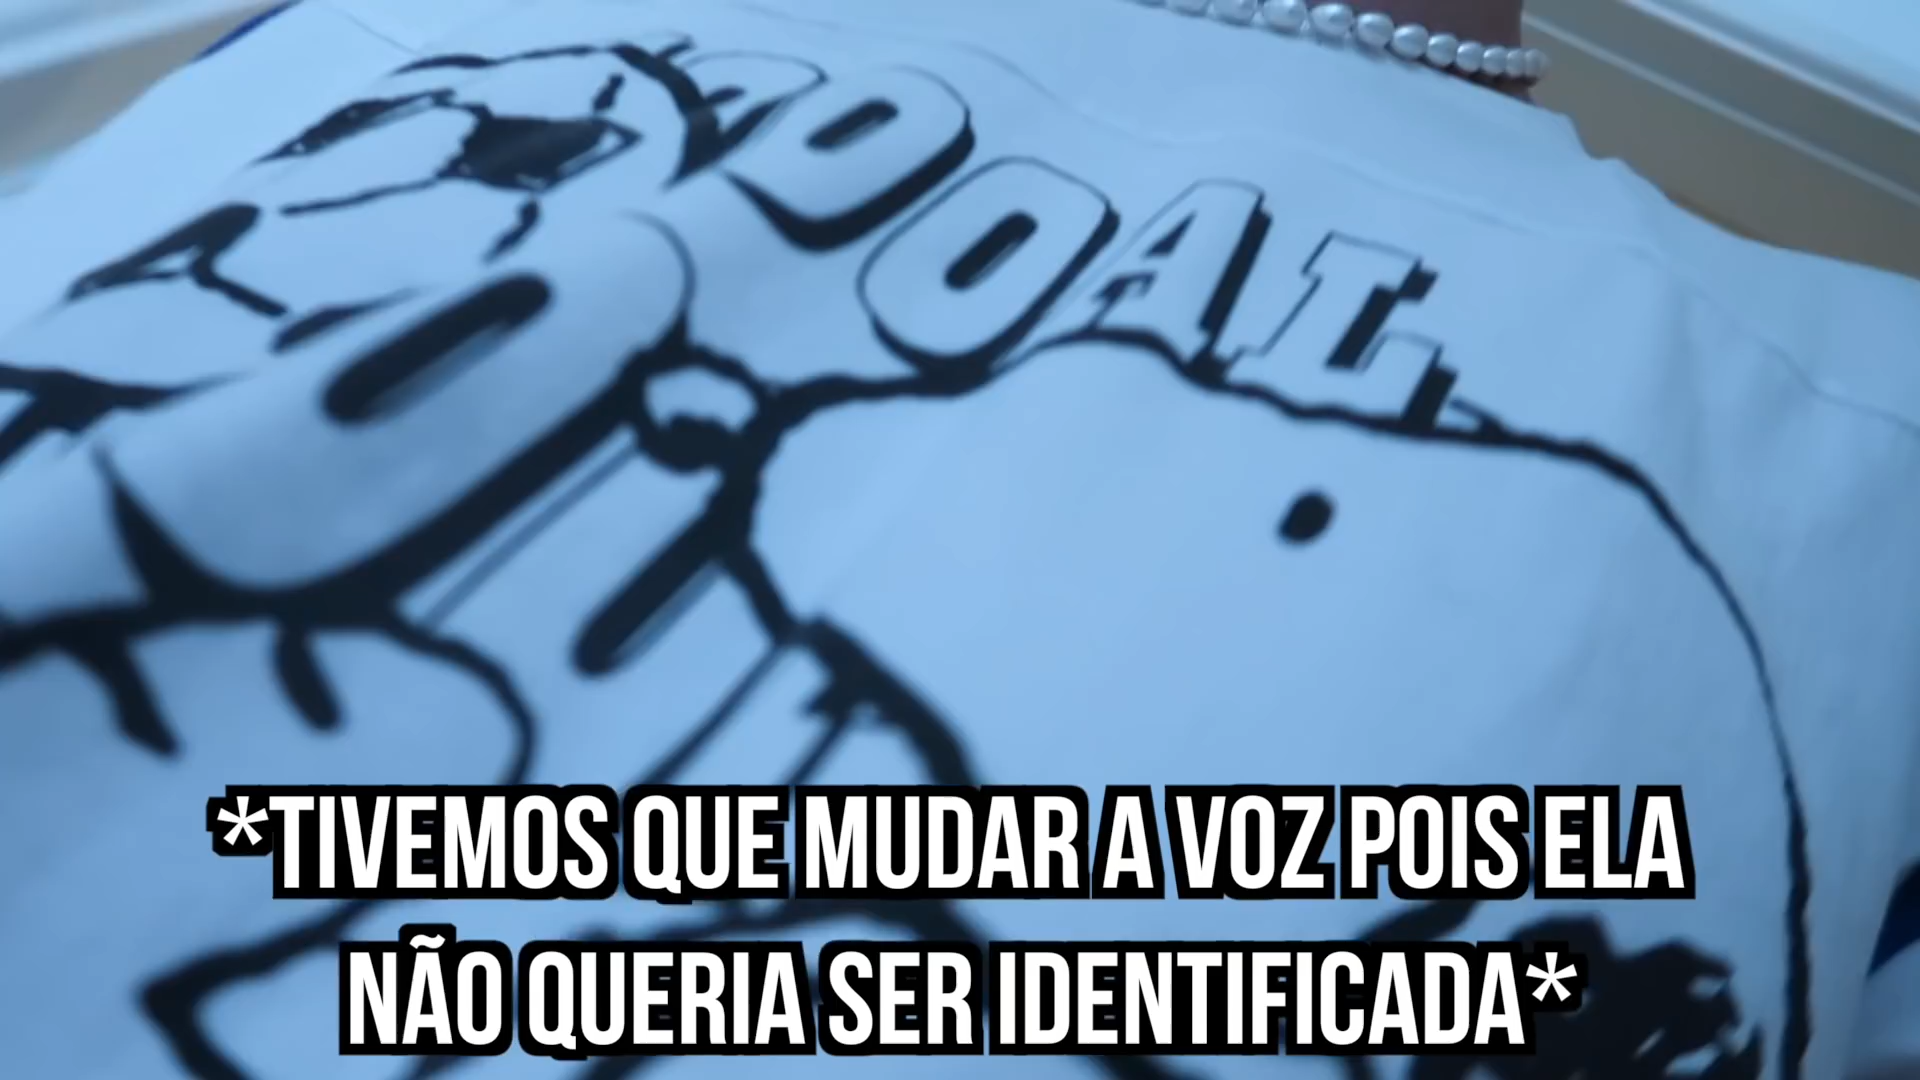 *TIVEMOS QUE MUDAR A VOZ POIS ELA
NÃO QUERIA SER IDENTIFICADA*